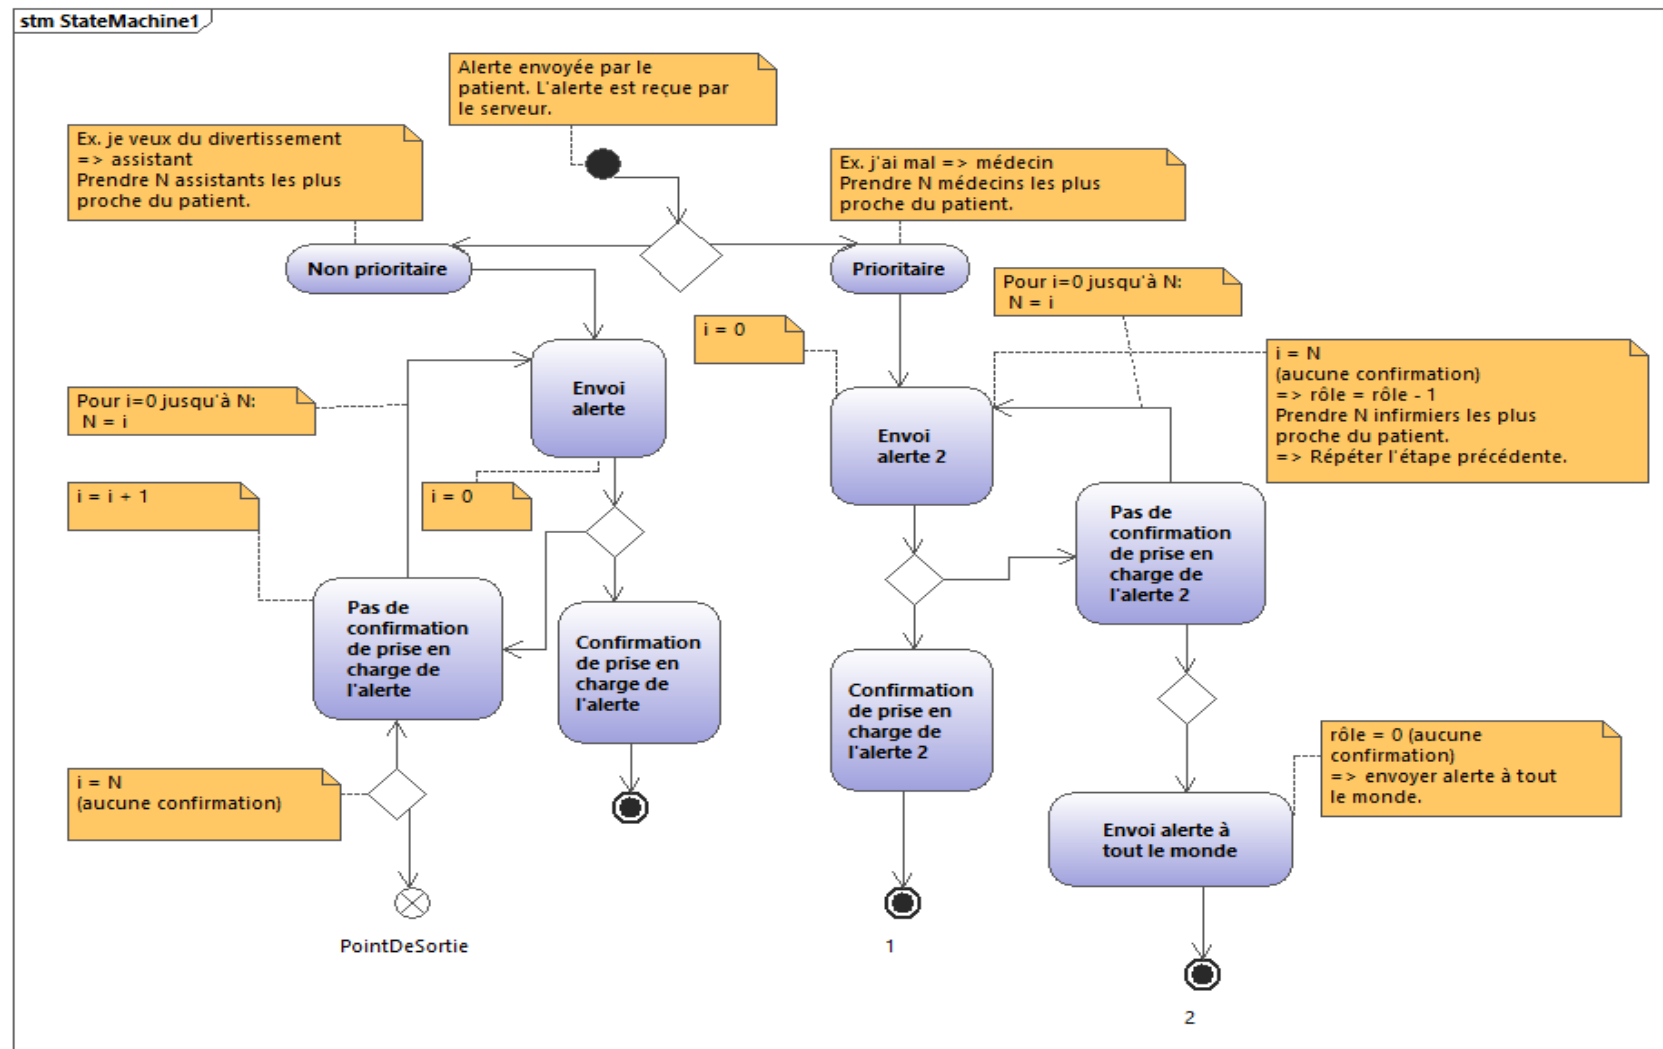 stm StateMachine1
Alerte envoyée par le
patient. L'alerte est reçue par
le serveur.
Ex. je veux du divertissement
=> assistant
Prendre N assistants les plus
proche du patient.
Ex. j'ai mal => médecin
Prendre N médecins les plus
proche du patient.
Non prioritaire
Prioritaire
Pour i=0 jusqu'à N:
N = i
i = 0
i = N
(aucune confirmation)
=> rôle = rôle - 1
Prendre N infirmiers les plus
proche du patient.
=> Répéter l'étape précédente.
Envoi
alerte
Pour i=0 jusqu'à N:
N = i
Envoi
alerte 2
i = i + 1
i = 0
Pas de
confirmation
de prise en
charge de
l'alerte 2
Pas de
confirmation
de prise en
charge de
l'alerte
Confirmation
de prise en
charge de
l'alerte
Confirmation
de prise en
charge de
l'alerte 2
rôle = 0 (aucune
confirmation)
=> envoyer alerte à tout
le monde.
i = N
(aucune confirmation)
Envoi alerte à
tout le monde
PointDeSortie
1
2